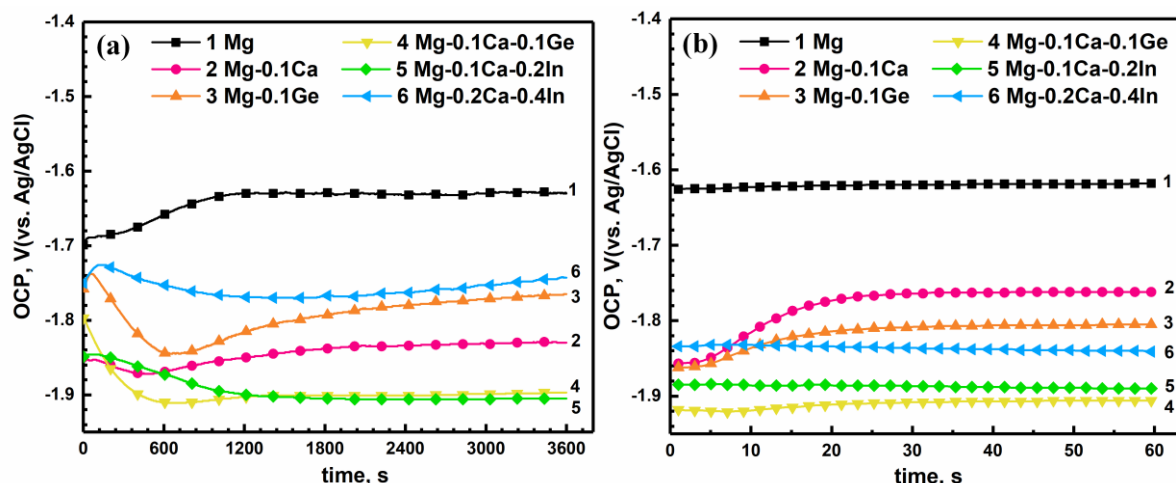 (a)
1 Mg
2 Mg-0.1Ca
3 Mg-0.1Ge
4 Mg-0.1Ca-0.1Ge
5 Mg-0.1Ca-0.2In
6 Mg-0.2Ca-0.4In
OCP, V(vs. Ag/AgCl)
-1.4
-1.5
-1.6
-1.7
-1.8
-1.9
1
6
3
2
4
5
0
600
1200
1800
2400
3000
3600
time, s
(b)
1 Mg
2 Mg-0.1Ca
3 Mg-0.1Ge
4 Mg-0.1Ca-0.1Ge
5 Mg-0.1Ca-0.2In
6 Mg-0.2Ca-0.4In
OCP, V(vs. Ag/AgCl)
-1.4
-1.5
-1.6
-1.7
-1.8
-1.9
1
2
3
6
5
4
0
10
20
30
40
50
60
time, s